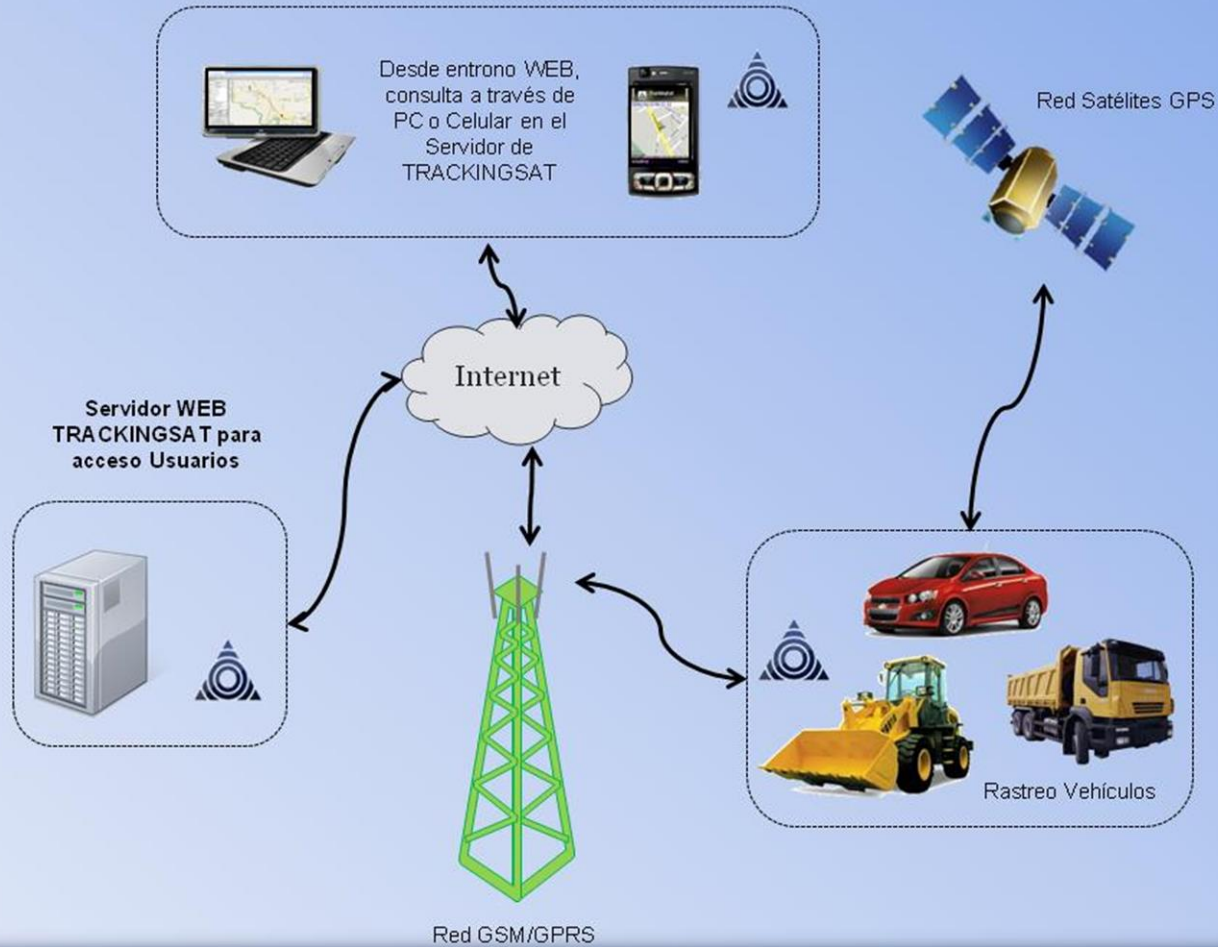 Desde entrono WEB,
consulta a través de
PC o Celular en el
Servidor de
TRACKINGSAT
Red Satélites GPS
Internet
Servidor WEB
TRACKINGSAT para
acceso Usuarios
Rastreo Vehículos
Red GSM/GPRS